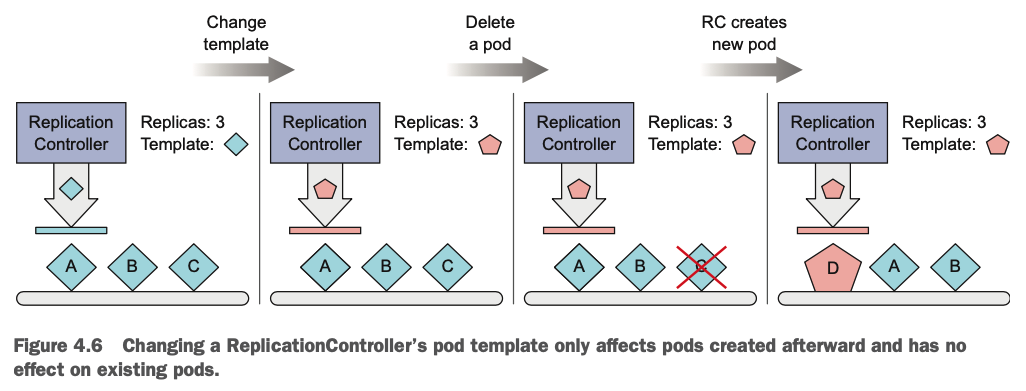 Change
template
Delete
a pod
RC creates
new pod
Replication
Controller
Replicas: 3
Template:
A
B
C
Replication
Controller
Replicas: 3
Template:
A
B
C
Replication
Controller
Replicas: 3
Template:
A
B
C
Replication
Controller
Replicas: 3
Template:
D
A
B
Figure 4.6 Changing a ReplicationController’s pod template only affects pods created afterward and has no
effect on existing pods.